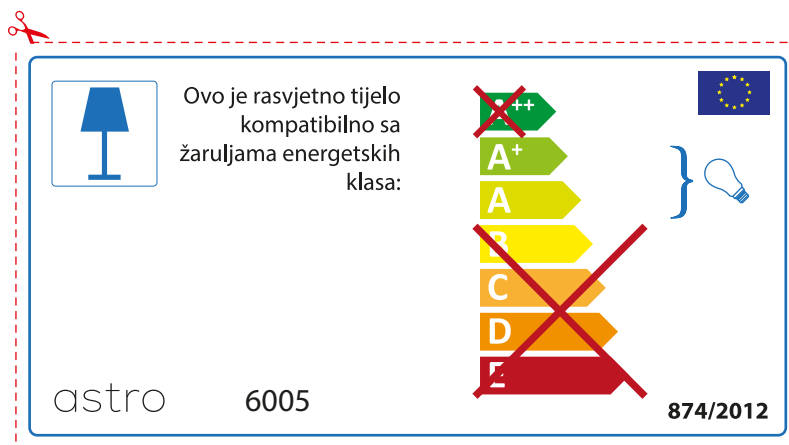 Ovo je rasvjetno tijelo
kompatibilno sa
žaruljama energetskih
klasa:
A++
A+
A
B
C
D
E
astro
6005
874/2012